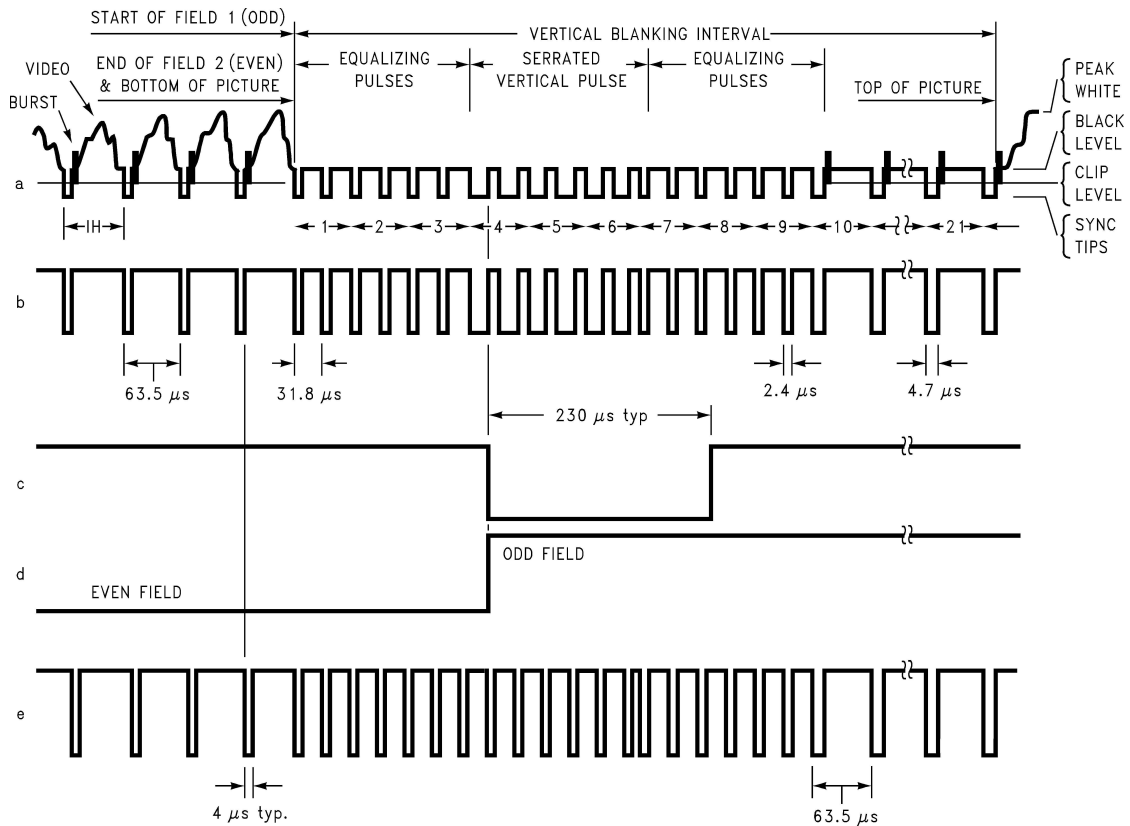 START OF FIELD 1 (ODD)
VERTICAL BLANKING INTERVAL
VIDEO
END OF FIELD 2 (EVEN)
& BOTTOM OF PICTURE
EQUALIZING
PULSES
SERRATED
VERTICAL PULSE
EQUALIZING
PULSES
TOP OF PICTURE
PEAK
WHITE
BURST
BLACK
LEVEL
a
CLIP
LEVEL
IH
1 2 3 4 5 6 7 8 9 10 21
SYNC
TIPS
b
63.5 μs
31.8 μs
2.4 μs
4.7 μs
230 μs typ
c
ODD FIELD
d
EVEN FIELD
e
4 μs typ.
63.5 μs